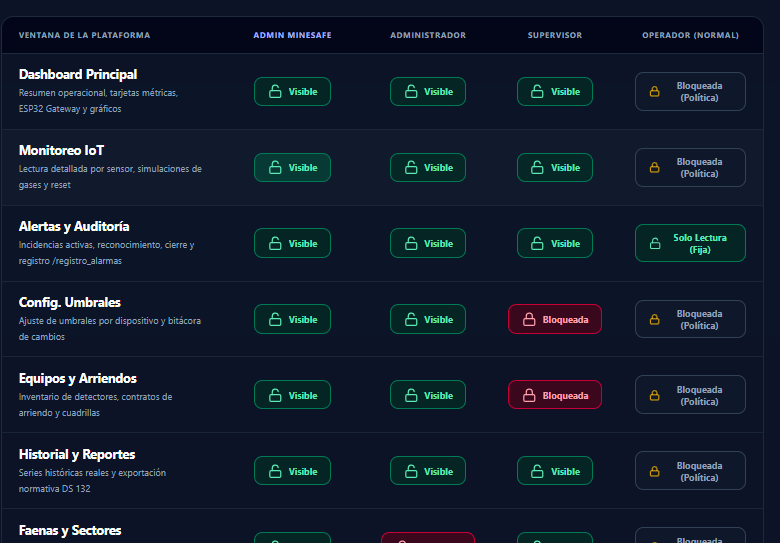 VENTANA DE LA PLATAFORMA ADMIN MINESAFE ADMINISTRADOR SUPERVISOR OPERADOR (NORMAL)
Dashboard Principal
Resumen operacional, tarjetas métricas,
ESP32 Gateway y gráficos
Visible Visible Visible Bloqueada
(Política)
Monitoreo IoT
Lectura detallada por sensor, simulaciones de
gases y reset
Visible Visible Visible Bloqueada
(Política)
Alertas y Auditoría
Incidencias activas, reconocimiento, cierre y
registro /registro_alarmas
Visible Visible Visible Solo Lectura
(Fija)
Config. Umbrales
Ajuste de umbrales por dispositivo y bitácora
de cambios
Visible Visible Bloqueada Bloqueada
(Política)
Equipos y Arriendos
Inventario de detectores, contratos de
arriendo y cuadrillas
Visible Visible Bloqueada Bloqueada
(Política)
Historial y Reportes
Series históricas reales y exportación
normativa DS 132
Visible Visible Visible Bloqueada
(Política)
Faenas y Sectores
Bloqueada